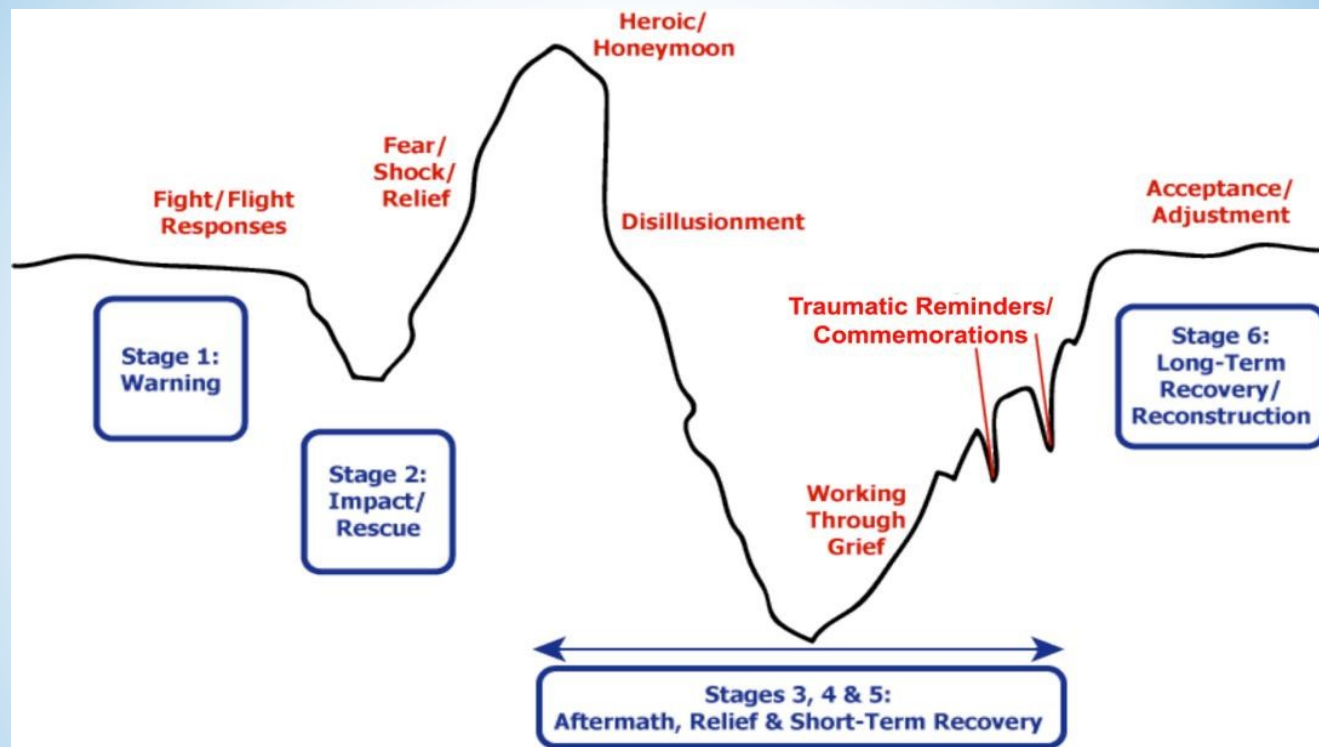 Heroic/
Honeymoon
Fear/
Shock/
Relief
Fight/Flight
Responses
Disillusionment
Acceptance/
Adjustment
Traumatic Reminders/
Commemorations
Stage 1:
Warning
Stage 2:
Impact/
Rescue
Working
Through
Grief
Stage 6:
Long-Term
Recovery/
Reconstruction
Stages 3, 4 & 5:
Aftermath, Relief & Short-Term Recovery